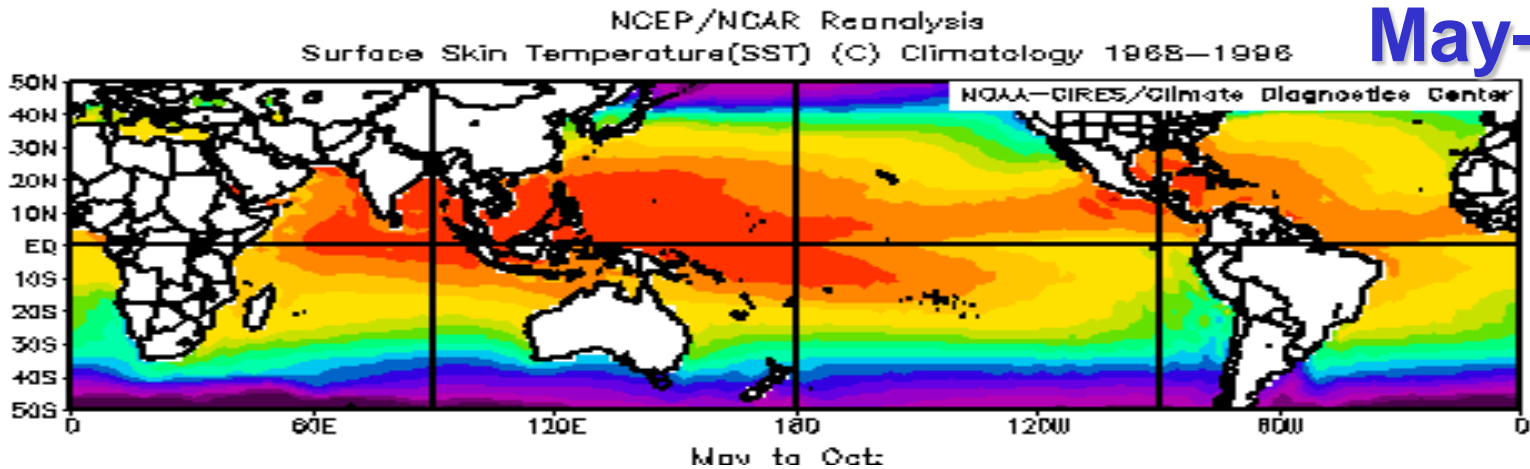 NCEP/NCAR Reanalysis
Surface Skin Temperature(SST) (C) Climatology 1968-1996
May-
NOAA-CIRES/Climate Diagnostics Center
50N
40N
30N
20N
10N
EQ
10S
20S
30S
40S
50S
0 60E 120E 180 120W 60W 0
May to Oct: